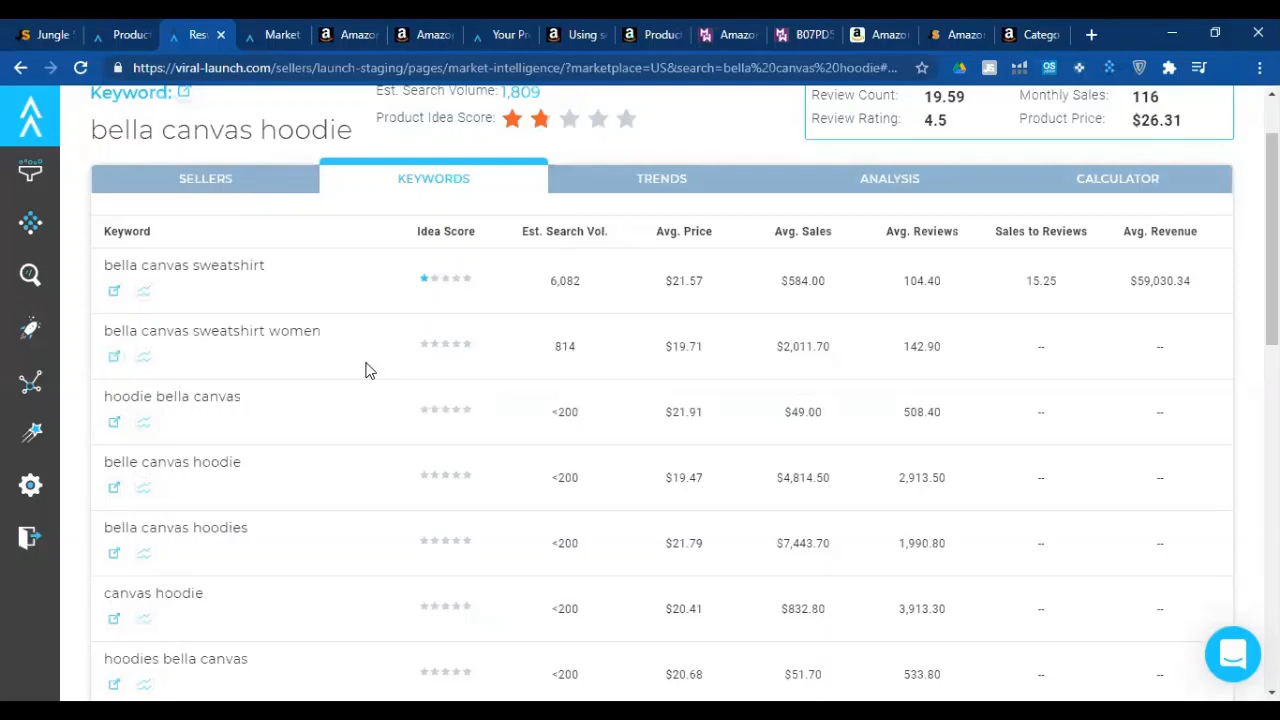 Jungle S
Product
Res
Market
Amazo
Amazo
Your Pr
Using s
Product
Amazo
B07PD5
Amazo
Amazo
Catego
https://viral-launch.com/sellers/launch-staging/pages/market-intelligence/?marketplace=US&search=bella%20canvas%20hoodie#...
Keyword:
bella canvas hoodie
Est. Search Volume: 1,809
Product Idea Score:
Review Count: 19.59 Monthly Sales: 116
Review Rating: 4.5 Product Price: $26.31
SELLERS KEYWORDS TRENDS ANALYSIS CALCULATOR
Keyword Idea Score Est. Search Vol. Avg. Price Avg. Sales Avg. Reviews Sales to Reviews Avg. Revenue
bella canvas sweatshirt 6,082 $21.57 $584.00 104.40 15.25 $59,030.34
bella canvas sweatshirt women 814 $19.71 $2,011.70 142.90 -- --
hoodie bella canvas <200 $21.91 $49.00 508.40 -- --
belle canvas hoodie <200 $19.47 $4,814.50 2,913.50 -- --
bella canvas hoodies <200 $21.79 $7,443.70 1,990.80 -- --
canvas hoodie <200 $20.41 $832.80 3,913.30 -- --
hoodies bella canvas <200 $20.68 $51.70 533.80 -- --